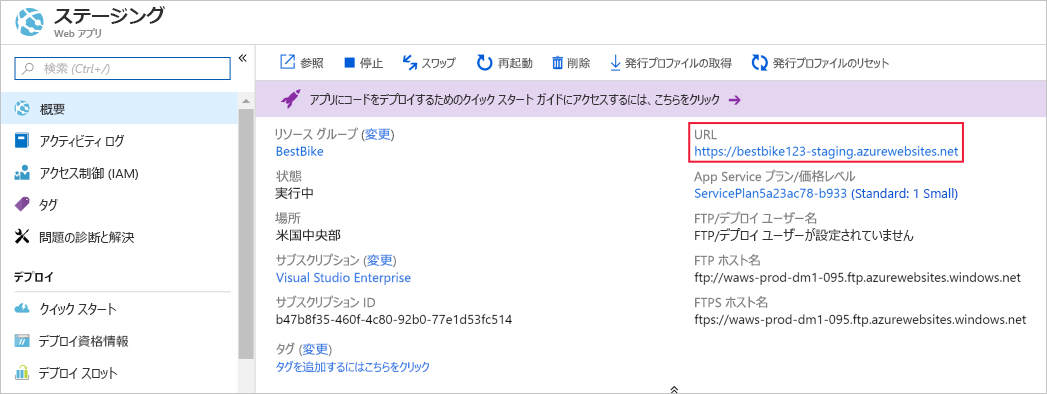 ステージング
Web アプリ
検索 (Ctrl+/)
概要
アクティビティ ログ
アクセス制御 (IAM)
タグ
問題の診断と解決
デプロイ
クイック スタート
デプロイ資格情報
デプロイ スロット
参照 停止 スワップ 再起動 削除 発行プロファイルの取得 発行プロファイルのリセット
アプリにコードをデプロイするためのクイック スタート ガイドにアクセスするには、こちらをクリック →
リソース グループ (変更)
BestBike
状態
実行中
場所
米国中央部
サブスクリプション (変更)
Visual Studio Enterprise
サブスクリプション ID
b47b8f35-460f-4c80-92b0-77e1d53fc514
タグ (変更)
タグを追加するにはこちらをクリック
URL
https://bestbike123-staging.azurewebsites.net
App Service プラン/価格レベル
ServicePlan5a23ac78-b933 (Standard: 1 Small)
FTP/デプロイ ユーザー名
FTP/デプロイ ユーザーが設定されていません
FTP ホスト名
ftp://waws-prod-dm1-095.ftp.azurewebsites.windows.net
FTPS ホスト名
ftps://waws-prod-dm1-095.ftp.azurewebsites.windows.net